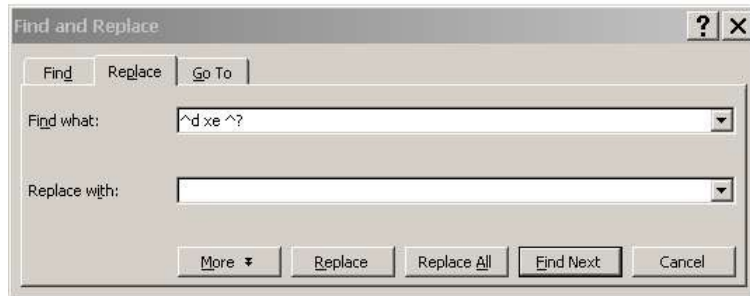 Find and Replace
Find Replace Go To
Find what: ^d xe ^?
Replace with:
More Replace Replace All Find Next Cancel